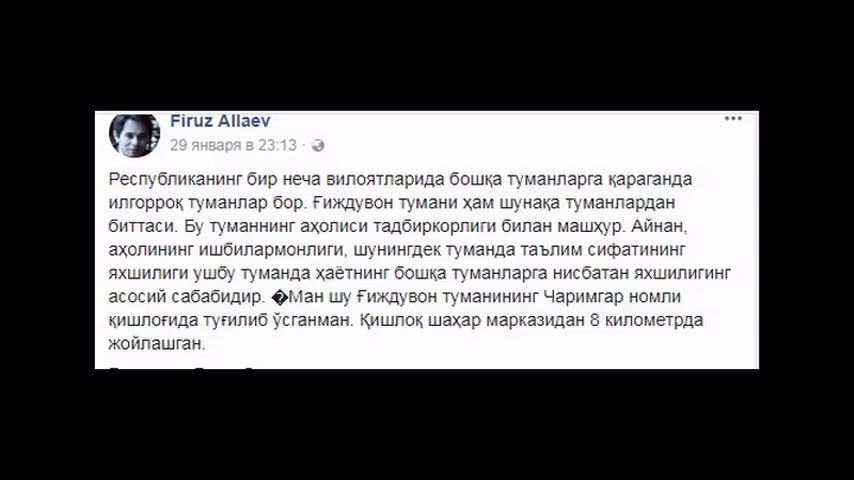 Firuz Allaev
29 января в 23:13 ·
Республиканинг бир неча вилоятларида бошқа туманларга қараганда
илгорроқ туманлар бор. Ғиждувон тумани ҳам шунақа туманлардан
биттаси. Бу туманнинг аҳолиси тадбиркорлиги билан машҳур. Айнан,
аҳолининг ишбилармонлиги, шунингдек туманда таълим сифатининг
яхшилиги ушбу туманда ҳаётнинг бошқа туманларга нисбатан яхшилигинг
асосий сабабидир. �Ман шу Ғиждувон туманининг Чаримгар номли
қишлоғида туғилиб ўсганман. Қишлоқ шаҳар марказидан 8 километрда
жойлашган.